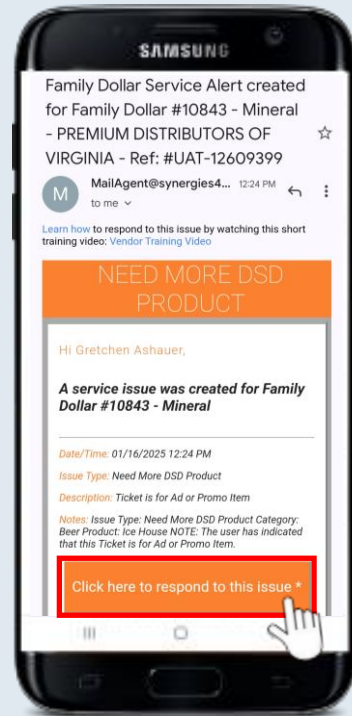 SAMSUNG
Family Dollar Service Alert created
for Family Dollar #10843 - Mineral
- PREMIUM DISTRIBUTORS OF
VIRGINIA - Ref: #UAT-12609399
M
MailAgent@synergies4... 12:24 PM
to me
Learn how to respond to this issue by watching this short
training video: Vendor Training Video
NEED MORE DSD
PRODUCT
Hi Gretchen Ashauer,
A service issue was created for Family
Dollar #10843 - Mineral
Date/Time: 01/16/2025 12:24 PM
Issue Type: Need More DSD Product
Description: Ticket is for Ad or Promo Item
Notes: Issue Type: Need More DSD Product Category:
Beer Product: Ice House NOTE: The user has indicated
that this Ticket is for Ad or Promo Item.
Click here to respond to this issue *